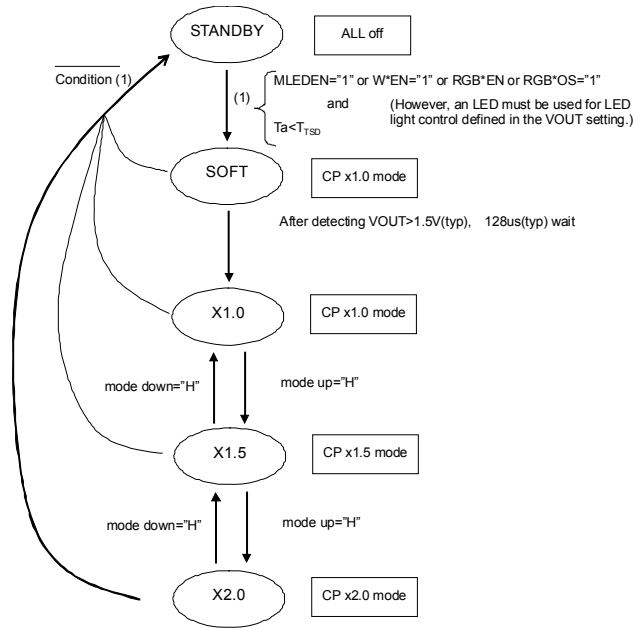 STANDBY
ALL off
Condition (1)
(1)
MLEDEN="1" or W*EN="1" or RGB*EN or RGB*OS="1"
and (However, an LED must be used for LED
light control defined in the VOUT setting.)
Ta<TTSD
SOFT
CP x1.0 mode
After detecting VOUT>1.5V(typ), 128us(typ) wait
X1.0
CP x1.0 mode
mode down="H"
mode up="H"
X1.5
CP x1.5 mode
mode down="H"
mode up="H"
X2.0
CP x2.0 mode